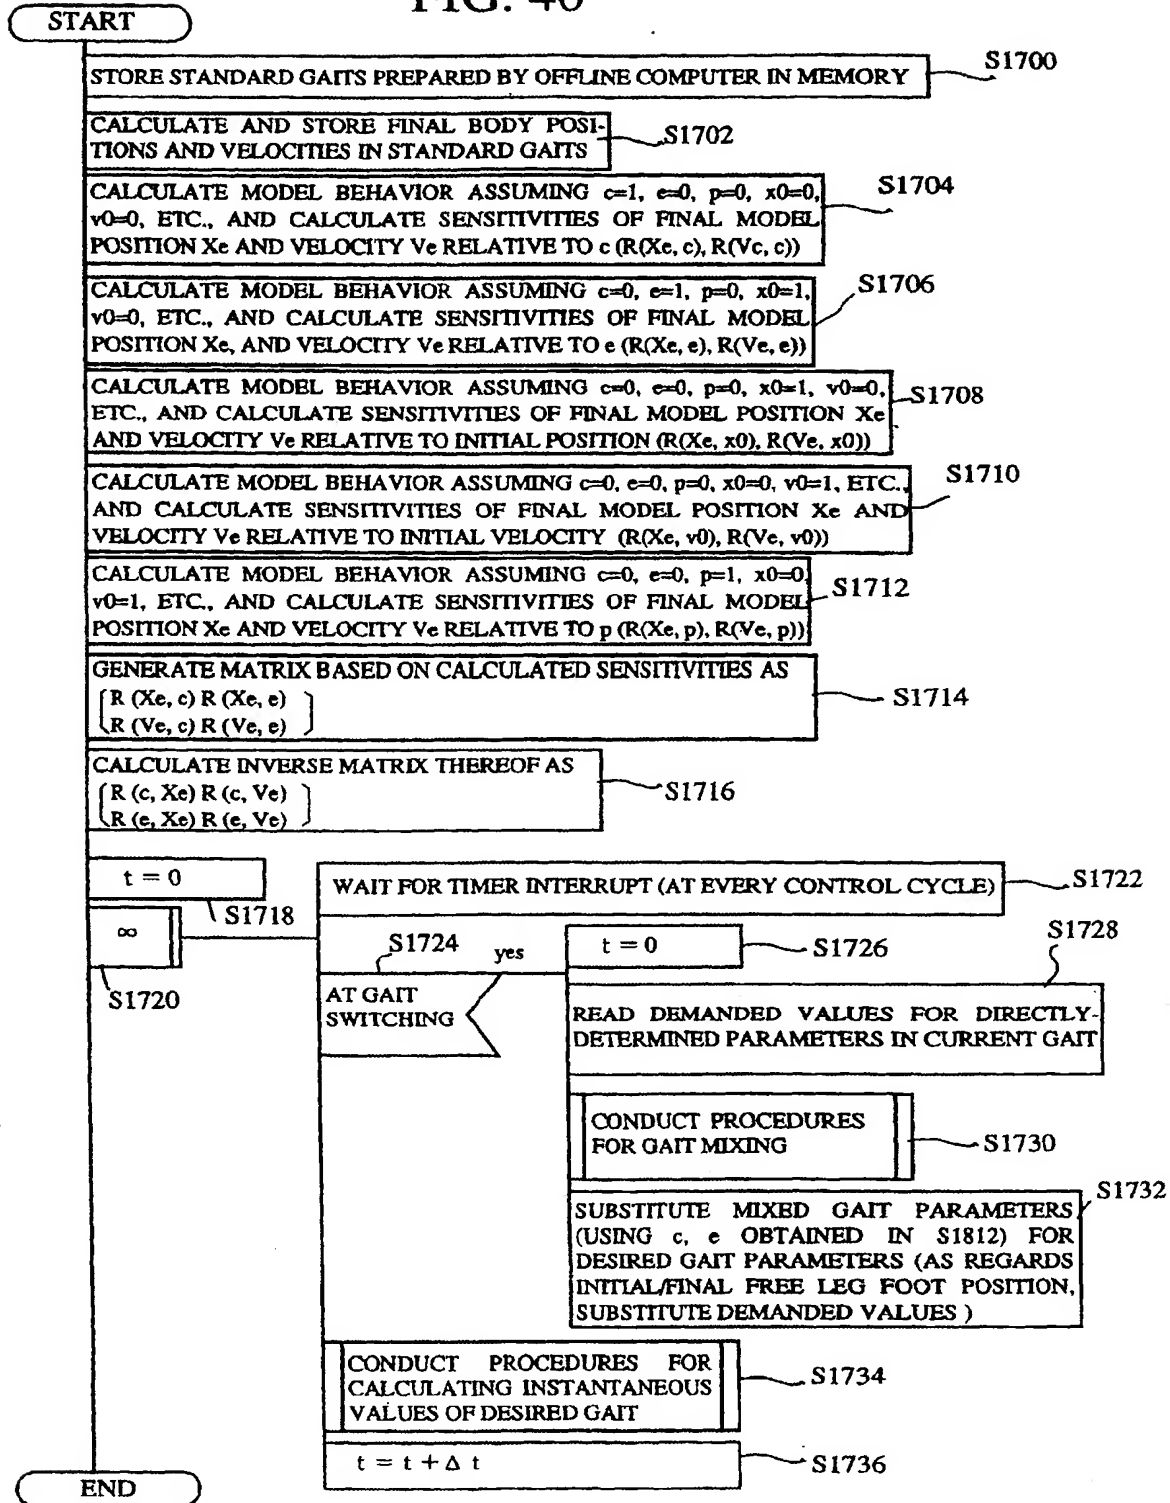 FIG. 40
START
STORE STANDARD GAITS PREPARED BY OFFLINE COMPUTER IN MEMORY
S1700
CALCULATE AND STORE FINAL BODY POSI-
TIONS AND VELOCITIES IN STANDARD GAITS
S1702
CALCULATE MODEL BEHAVIOR ASSUMING c=1, e=0, p=0, x0=0,
v0=0, ETC., AND CALCULATE SENSITIVITIES OF FINAL MODEL
POSITION Xe AND VELOCITY Ve RELATIVE TO c (R(Xe, c), R(Vc, c))
S1704
CALCULATE MODEL BEHAVIOR ASSUMING c=0, e=1, p=0, x0=1,
v0=0, ETC., AND CALCULATE SENSITIVITIES OF FINAL MODEL
POSITION Xe, AND VELOCITY Ve RELATIVE TO e (R(Xe, e), R(Ve, e))
S1706
CALCULATE MODEL BEHAVIOR ASSUMING c=0, e=0, p=0, x0=1, v0=0,
ETC., AND CALCULATE SENSITIVITIES OF FINAL MODEL POSITION Xe
AND VELOCITY Ve RELATIVE TO INITIAL POSITION (R(Xe, x0), R(Ve, x0))
S1708
CALCULATE MODEL BEHAVIOR ASSUMING c=0, e=0, p=0, x0=0, v0=1, ETC.,
AND CALCULATE SENSITIVITIES OF FINAL MODEL POSITION Xe AND
VELOCITY Ve RELATIVE TO INITIAL VELOCITY (R(Xe, v0), R(Ve, v0))
S1710
CALCULATE MODEL BEHAVIOR ASSUMING c=0, e=0, p=1, x0=0,
v0=1, ETC., AND CALCULATE SENSITIVITIES OF FINAL MODEL
POSITION Xe AND VELOCITY Ve RELATIVE TO p (R(Xe, p), R(Ve, p))
S1712
GENERATE MATRIX BASED ON CALCULATED SENSITIVITIES AS
R (Xe, c) R (Xe, e)
R (Ve, c) R (Ve, e)
S1714
CALCULATE INVERSE MATRIX THEREOF AS
R (c, Xe) R (c, Ve)
R (e, Xe) R (e, Ve)
S1716
t = 0
S1718
∞
S1720
WAIT FOR TIMER INTERRUPT (AT EVERY CONTROL CYCLE)
S1722
S1724
yes
AT GAIT
SWITCHING
t = 0
S1726
S1728
READ DEMANDED VALUES FOR DIRECTLY-
DETERMINED PARAMETERS IN CURRENT GAIT
CONDUCT PROCEDURES
FOR GAIT MIXING
S1730
S1732
SUBSTITUTE MIXED GAIT PARAMETERS
(USING c, e OBTAINED IN S1812) FOR
DESIRED GAIT PARAMETERS (AS REGARDS
INITIAL/FINAL FREE LEG FOOT POSITION,
SUBSTITUTE DEMANDED VALUES )
CONDUCT PROCEDURES FOR
CALCULATING INSTANTANEOUS
VALUES OF DESIRED GAIT
S1734
t = t + Δ t
S1736
END